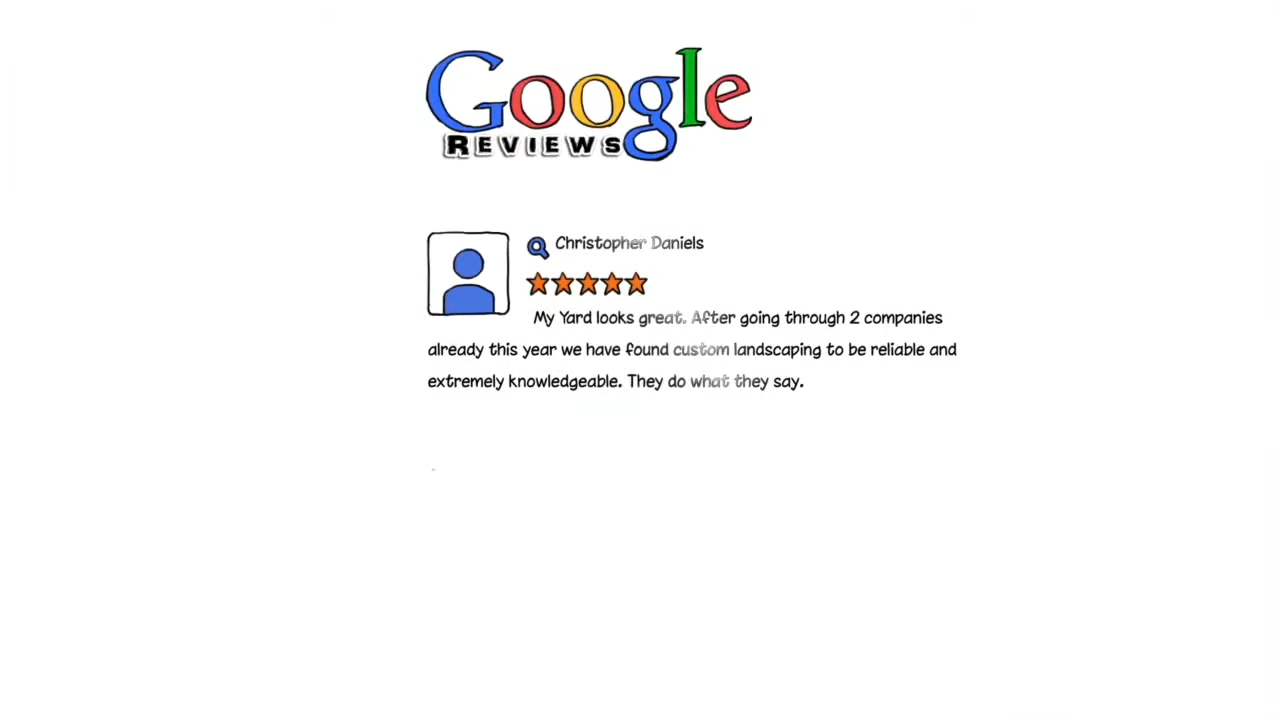 Google
REVIEWS
Christopher Daniels
My Yard looks great. After going through 2 companies
already this year we have found custom landscaping to be reliable and
extremely knowledgeable. They do what they say.